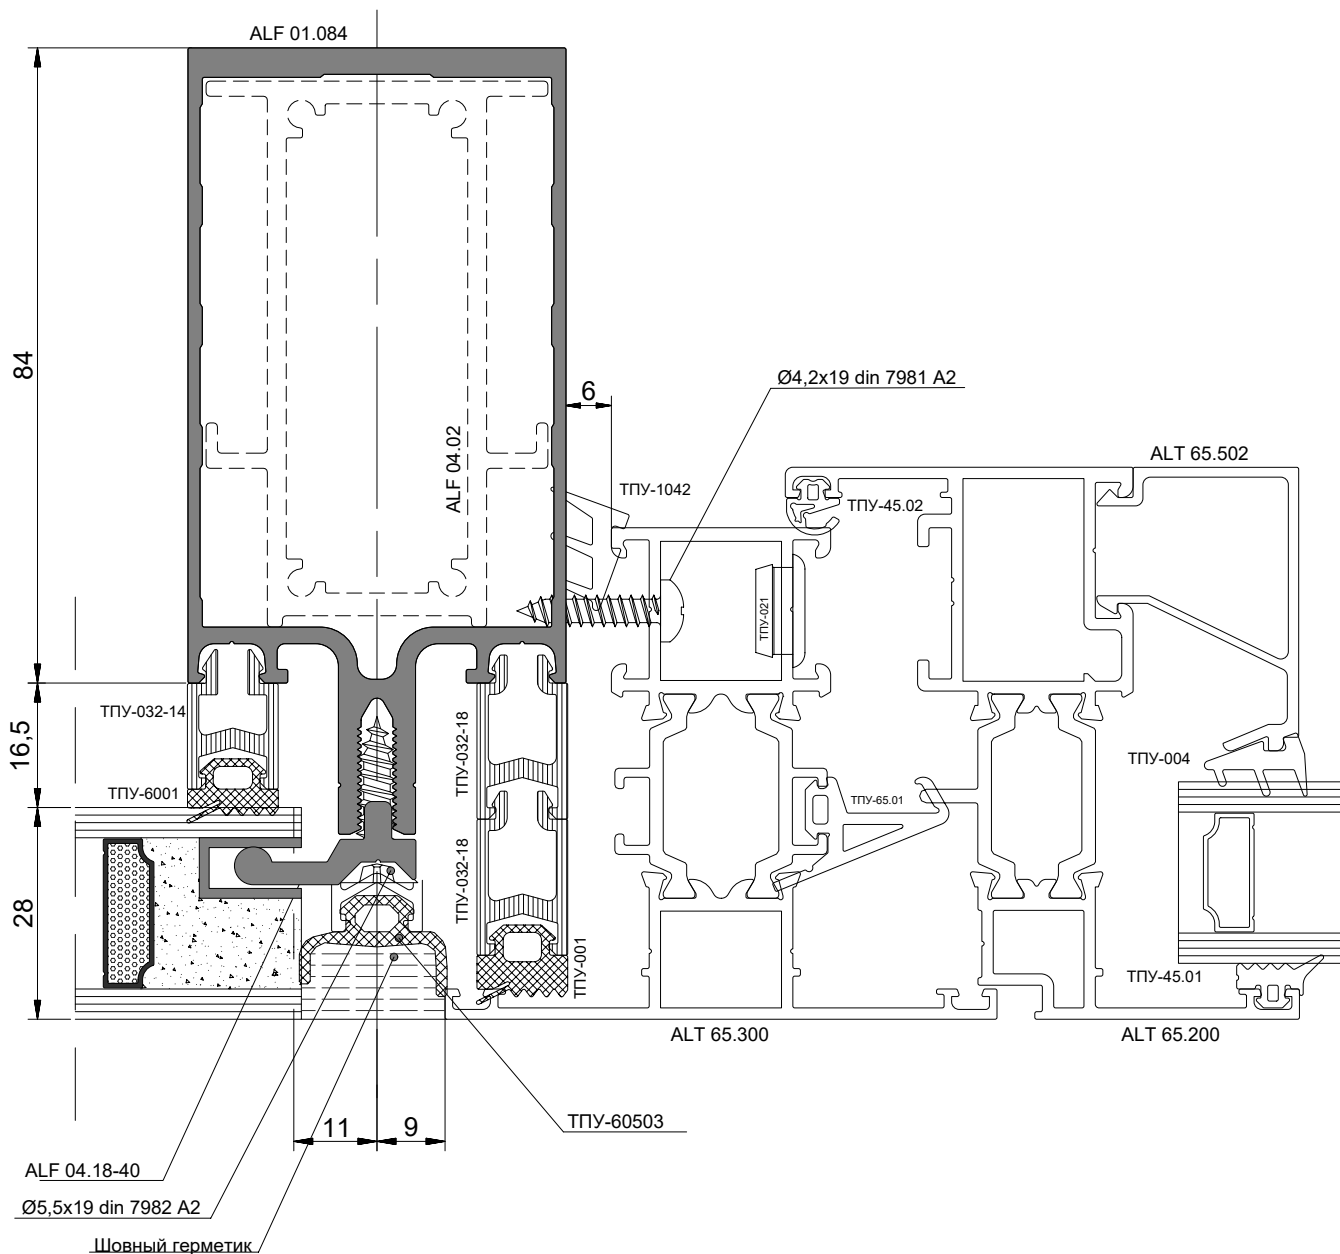 ALF 01.084
84
6
Ø4,2x19 din 7981 A2
ALF 04.02
ТПУ-1042
ALT 65.502
ТПУ-45.02
ТПУ-021
16,5
ТПУ-032-14
ТПУ-032-18
ТПУ-004
ТПУ-6001
ТПУ-65.01
28
ТПУ-032-18
ТПУ-001
ТПУ-45.01
ALT 65.300
ALT 65.200
11
9
ТПУ-60503
ALF 04.18-40
Ø5,5x19 din 7982 A2
Шовный герметик